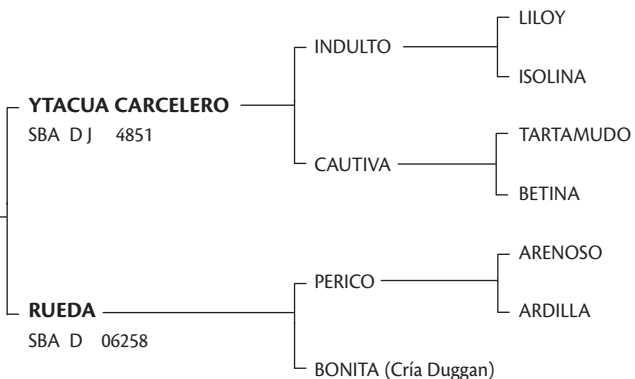 LILOY
INDULTO
ISOLINA
YTACUA CARCELERO
SBA D J 4851
TARTAMUDO
CAUTIVA
BETINA
ARENOSO
PERICO
ARDILLA
RUEDA
SBA D 06258
BONITA (Cría Duggan)